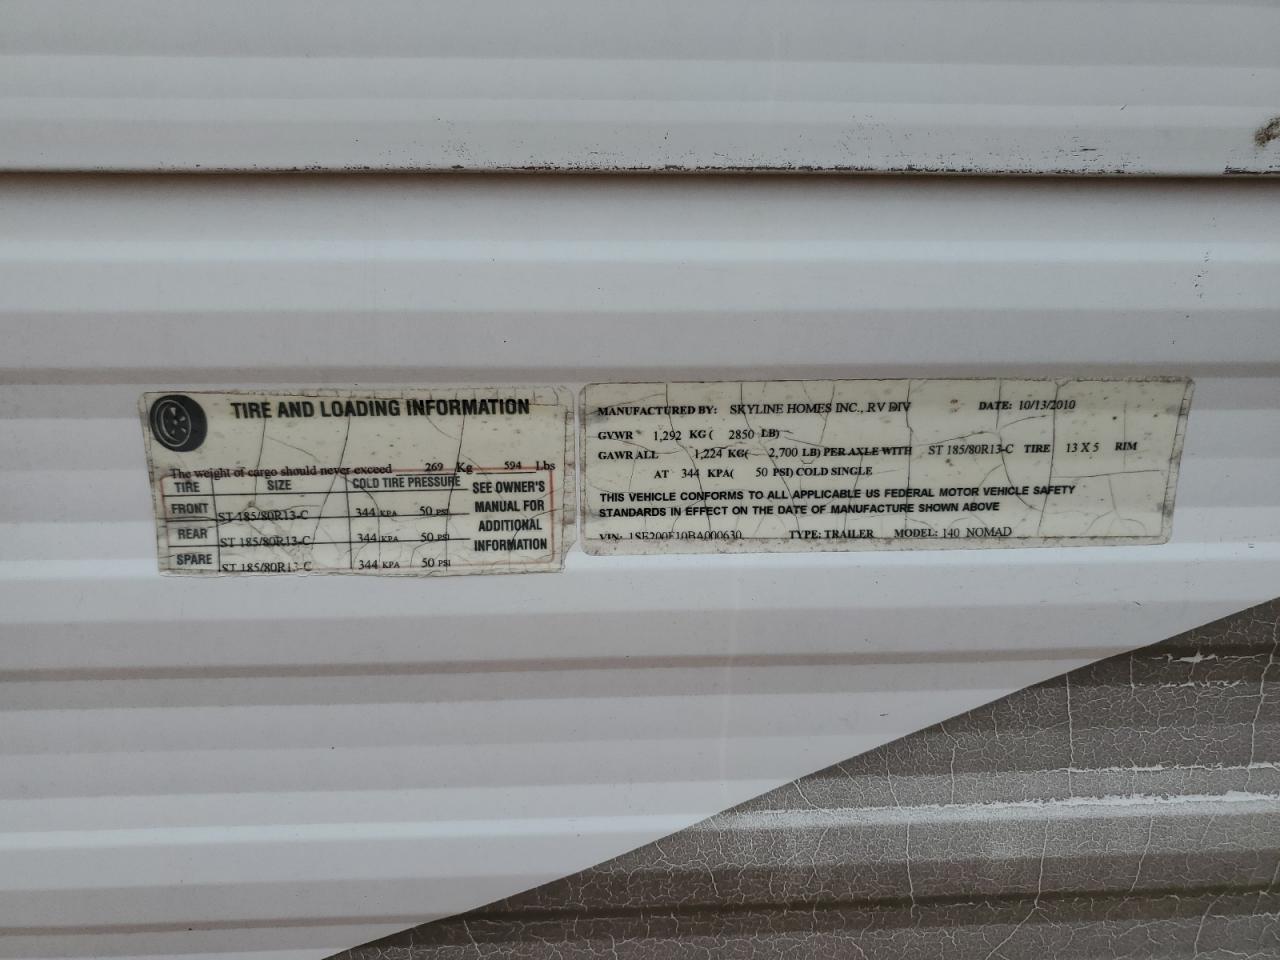 TIRE AND LOADING INFORMATION
The weight of cargo should never exceed 269 Kg 594 Lbs
TIRE SIZE COLD TIRE PRESSURE SEE OWNER'S MANUAL FOR ADDITIONAL INFORMATION
FRONT ST 185/80R13-C 344 KPA 50 PSI
REAR ST 185/80R13-C 344 KPA 50 PSI
SPARE ST 185/80R13-C 344 KPA 50 PSI
MANUFACTURED BY: SKYLINE HOMES INC., RV DIV DATE: 10/13/2010
GVWR 1,292 KG ( 2850 LB)
GAWR ALL 1,224 KG( 2,700 LB) PER AXLE WITH ST 185/80R13-C TIRE 13 X 5 RIM
AT 344 KPA( 50 PSI) COLD SINGLE
THIS VEHICLE CONFORMS TO ALL APPLICABLE US FEDERAL MOTOR VEHICLE SAFETY
STANDARDS IN EFFECT ON THE DATE OF MANUFACTURE SHOWN ABOVE
VIN: TYPE: TRAILER MODEL: 140 NOMAD